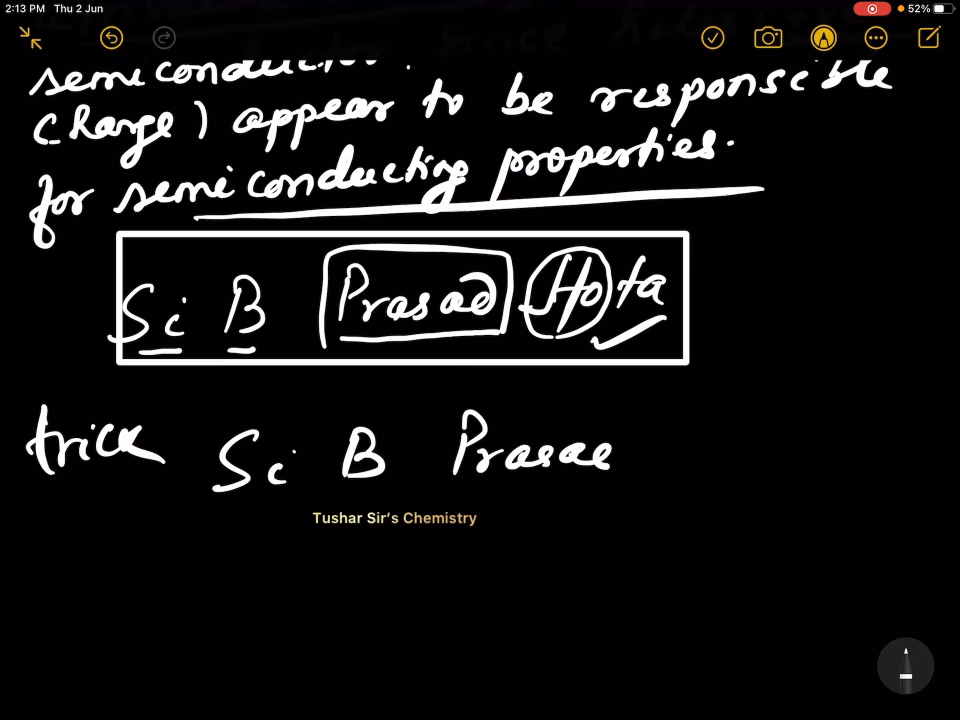 2:13 PM Thu 2 Jun 52%
semiconductor.
charge) appear to be responsible
for semiconducting properties.
Si B Prasad Hota
trick Si B Prasad
Tushar Sir's Chemistry